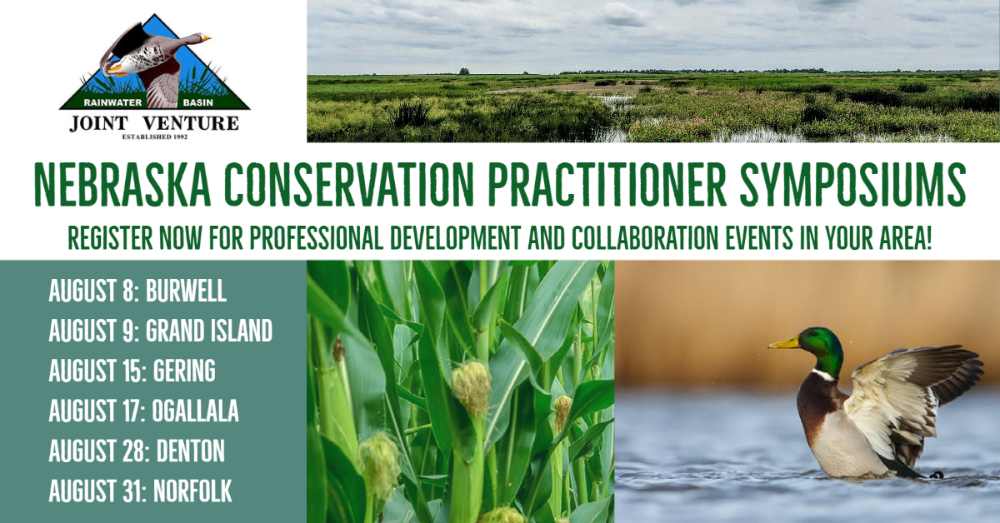 RAINWATER BASIN
JOINT VENTURE
ESTABLISHED 1992
NEBRASKA CONSERVATION PRACTITIONER SYMPOSIUMS
REGISTER NOW FOR PROFESSIONAL DEVELOPMENT AND COLLABORATION EVENTS IN YOUR AREA!
AUGUST 8: BURWELL
AUGUST 9: GRAND ISLAND
AUGUST 15: GERING
AUGUST 17: OGALLALA
AUGUST 28: DENTON
AUGUST 31: NORFOLK